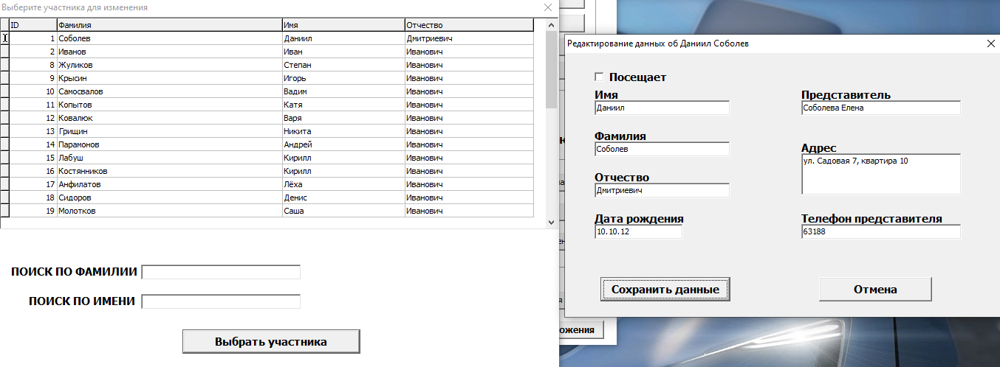 Выберите участника для изменения
ID Фамилия Имя Отчество
1 Соболев Даниил Дмитриевич
2 Иванов Иван Иванович
8 Жуликов Степан Иванович
9 Крысин Игорь Иванович
10 Самосвалов Вадим Иванович
11 Копытов Катя Иванович
12 Ковалюк Варя Иванович
13 Грищин Никита Иванович
14 Парамонов Андрей Иванович
15 Лабуш Кирилл Иванович
16 Костянников Кирилл Иванович
17 Анфилатов Лёха Иванович
18 Сидоров Денис Иванович
19 Молотков Саша Иванович
ПОИСК ПО ФАМИЛИИ
ПОИСК ПО ИМЕНИ
Выбрать участника
Редактирование данных об Даниил Соболев
Посещает
Имя
Даниил
Фамилия
Соболев
Отчество
Дмитриевич
Дата рождения
10.10.12
Представитель
Соболева Елена
Адрес
ул. Садовая 7, квартира 10
Телефон представителя
63188
Сохранить данные
Отмена
ожения